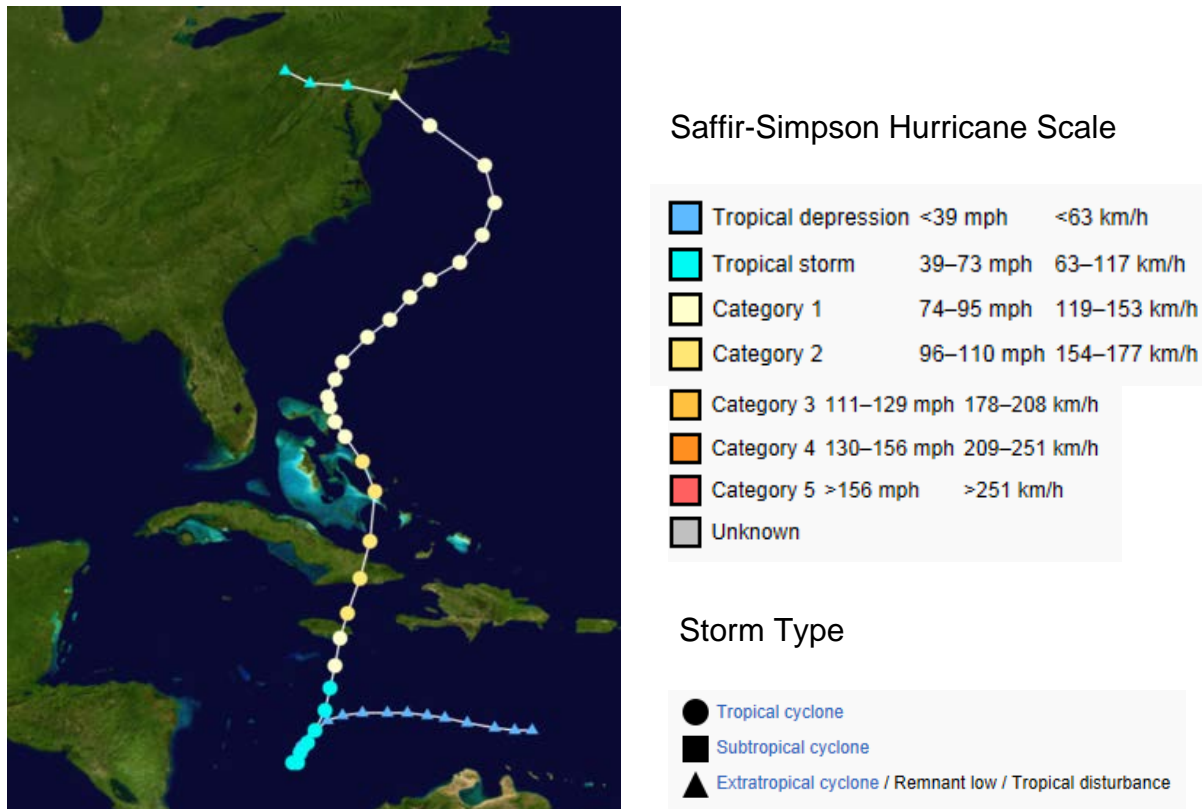 Saffir-Simpson Hurricane Scale
Tropical depression <39 mph <63 km/h
Tropical storm 39–73 mph 63–117 km/h
Category 1 74–95 mph 119–153 km/h
Category 2 96–110 mph 154–177 km/h
Category 3 111–129 mph 178–208 km/h
Category 4 130–156 mph 209–251 km/h
Category 5 >156 mph >251 km/h
Unknown
Storm Type
Tropical cyclone
Subtropical cyclone
Extratropical cyclone / Remnant low / Tropical disturbance